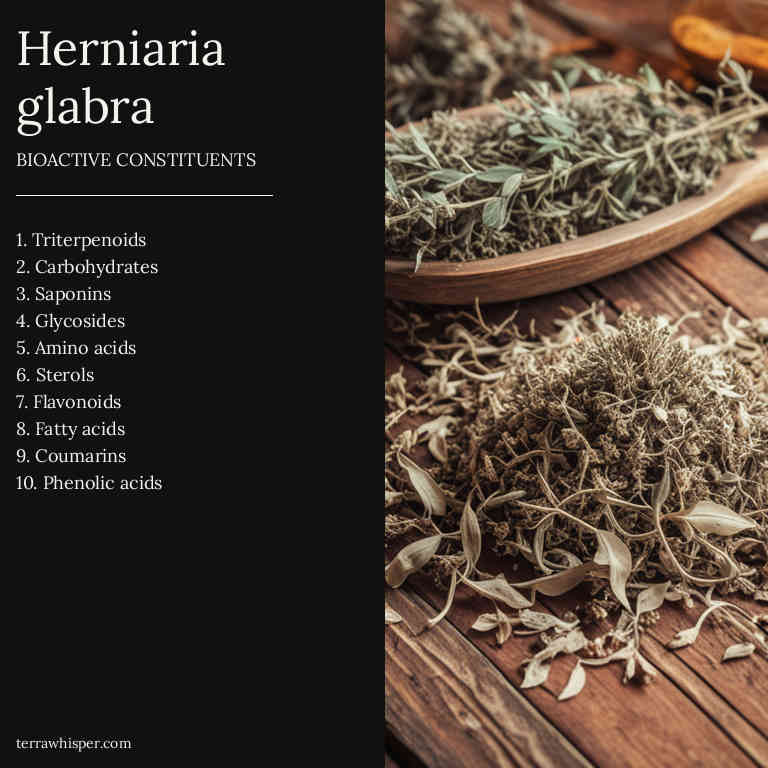 Herniaria
glabra
BIOACTIVE CONSTITUENTS
1. Triterpenoids
2. Carbohydrates
3. Saponins
4. Glycosides
5. Amino acids
6. Sterols
7. Flavonoids
8. Fatty acids
9. Coumarins
10. Phenolic acids
terrawhisper.com